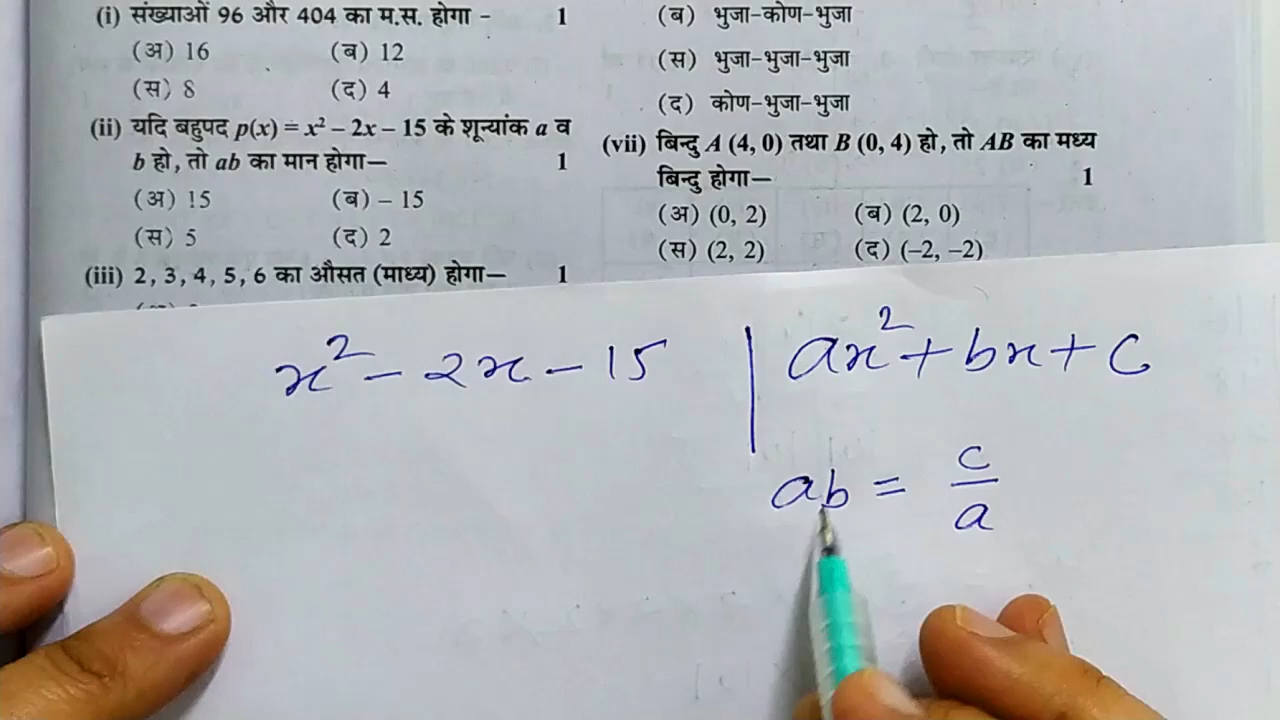 (i) संख्याओं 96 और 404 का म.स. होगा - 1
(अ) 16 (ब) 12
(स) 8 (द) 4
(ii) यदि बहुपद p(x) = x² – 2x – 15 के शून्यांक a व
b हो, तो ab का मान होगा— 1
(अ) 15 (ब) – 15
(स) 5 (द) 2
(iii) 2, 3, 4, 5, 6 का औसत (माध्य) होगा— 1
(ब) भुजा-कोण-भुजा
(स) भुजा-भुजा-भुजा
(द) कोण-भुजा-भुजा
(vii) बिन्दु A (4, 0) तथा B (0, 4) हो, तो AB का मध्य
बिन्दु होगा— 1
(अ) (0, 2) (ब) (2, 0)
(स) (2, 2) (द) (–2, –2)
x² – 2x – 15 | ax² + bx + c
ab = c/a